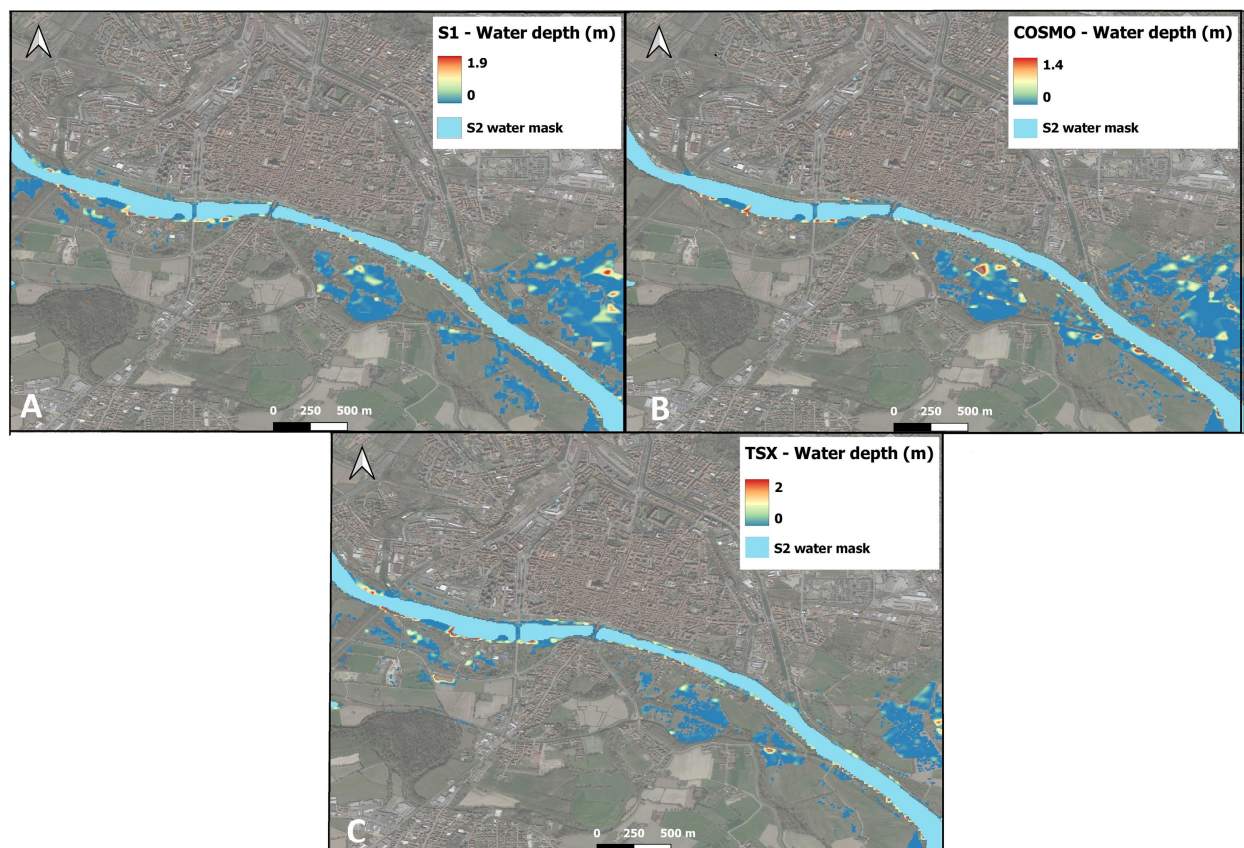 S1 - Water depth (m)
1.9
0
S2 water mask
A
0 250 500 m
COSMO - Water depth (m)
1.4
0
S2 water mask
B
0 250 500 m
TSX - Water depth (m)
2
0
S2 water mask
C
0 250 500 m